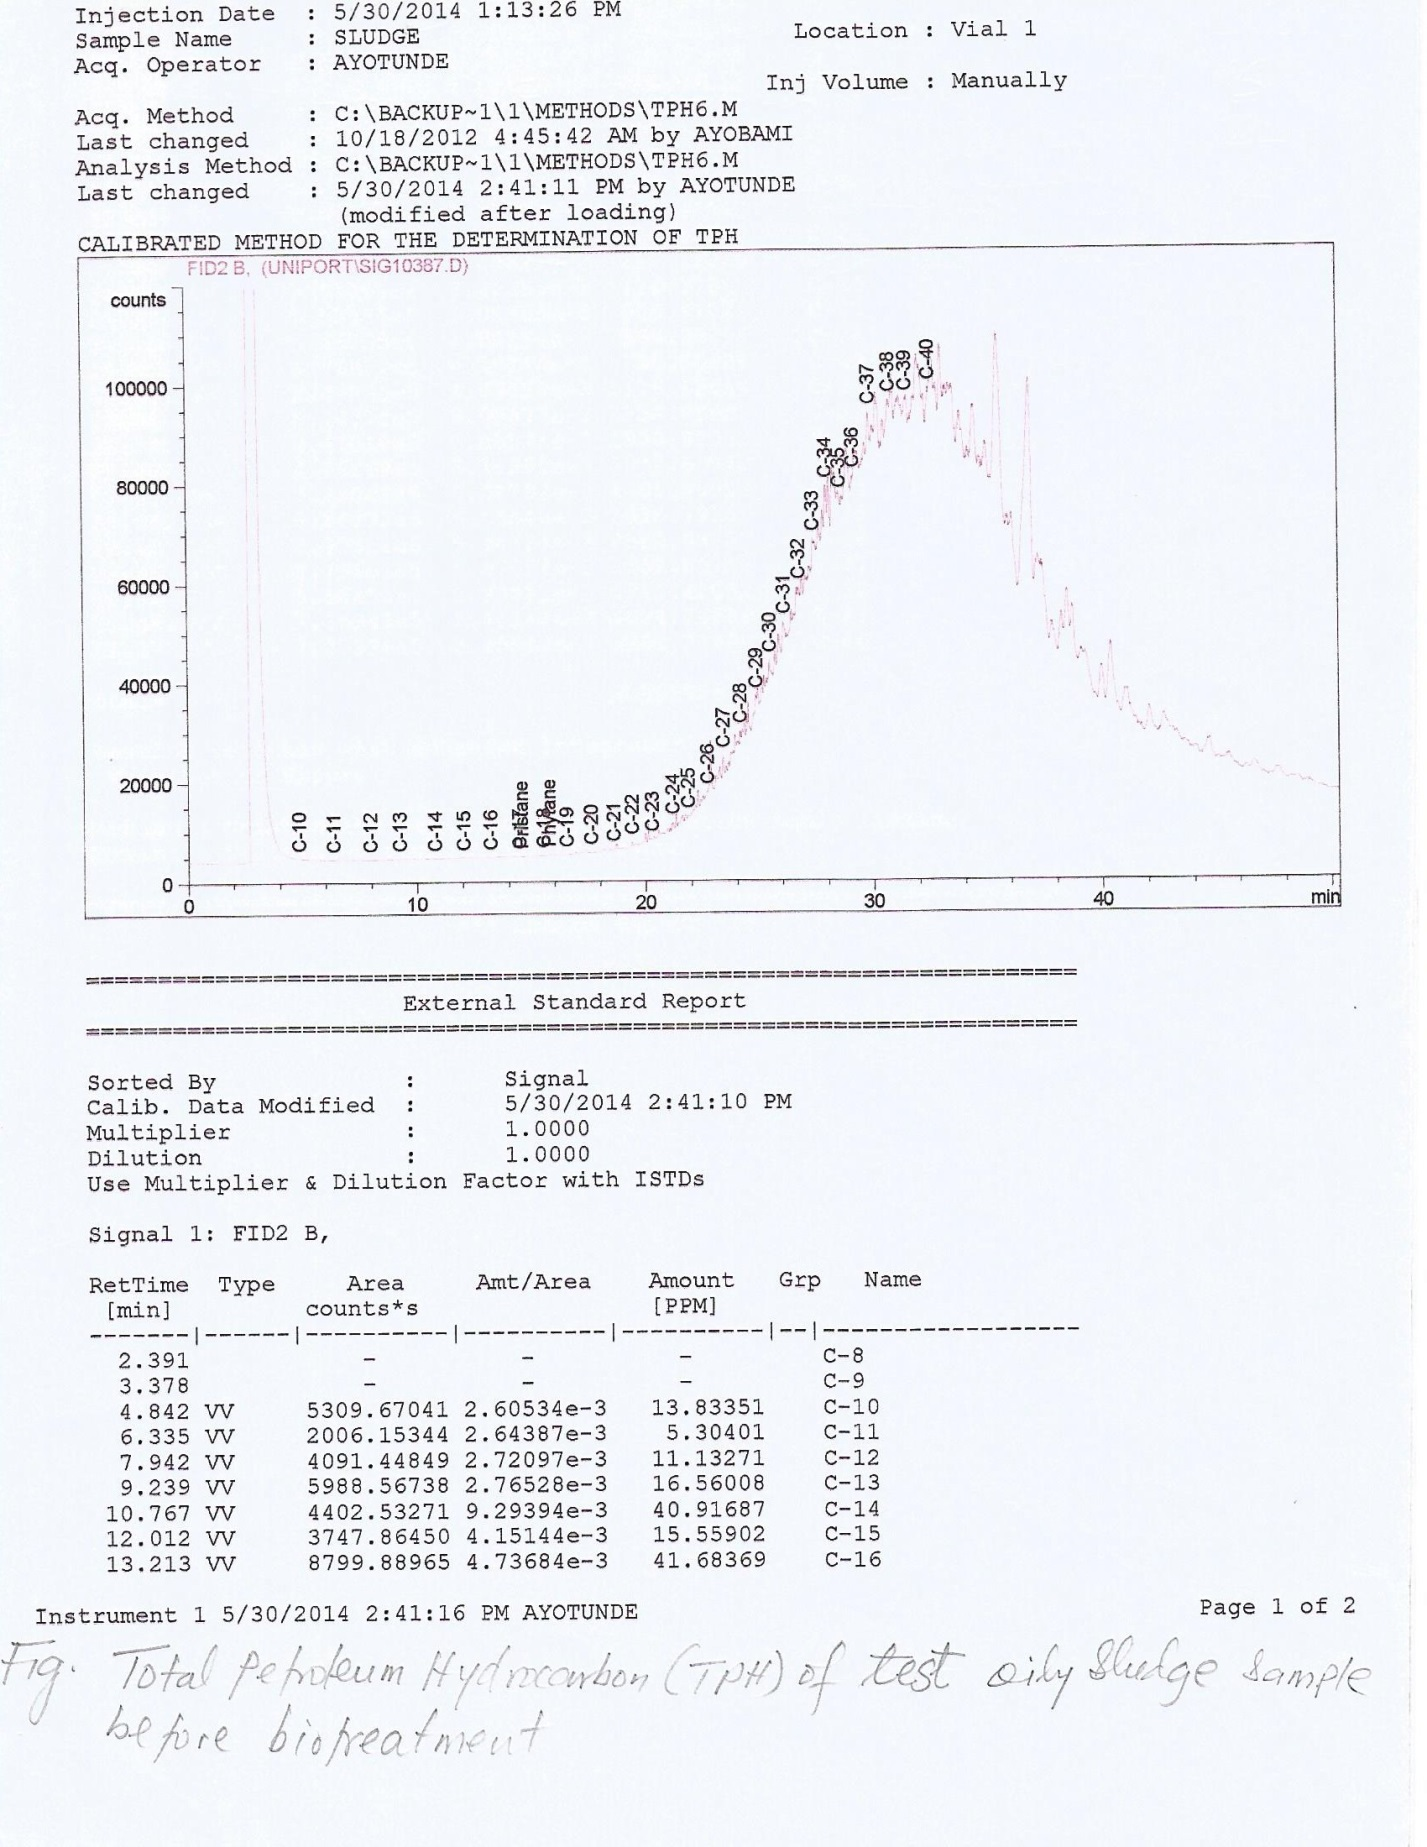 Injection Date  : 5/30/2014 1:13:26 PM
Sample Name     : SLUDGE                        Location : Vial 1
Acq. Operator   : AYOTUNDE
Inj Volume : Manually
Acq. Method     : C:\BACKUP~1\1\METHODS\TPH6.M
Last changed    : 10/18/2012 4:45:42 AM by AYOBAMI
Analysis Method : C:\BACKUP~1\1\METHODS\TPH6.M
Last changed    : 5/30/2014 2:41:11 PM by AYOTUNDE
(modified after loading)
CALIBRATED METHOD FOR THE DETERMINATION OF TPH
FID2 B, (UNIPORT\SIG10387.D)
counts
100000
80000
60000
40000
20000
0
C-10 C-11 C-12 C-13 C-14 C-15 C-16 Pristane Phytane C-19 C-20 C-21 C-22 C-23 C-24 C-25 C-26 C-27 C-28 C-29 C-30 C-31 C-32 C-33 C-34 C-35 C-36 C-37 C-38 C-39 C-40
0 10 20 30 40 min
=====================================================================
External Standard Report
=====================================================================
Sorted By             :      Signal
Calib. Data Modified  :      5/30/2014 2:41:10 PM
Multiplier            :      1.0000
Dilution              :      1.0000
Use Multiplier & Dilution Factor with ISTDs
Signal 1: FID2 B,
RetTime  Type     Area      Amt/Area    Amount   Grp   Name
[min]          counts*s                 [PPM]
-------|------|----------|----------|----------|--|------------------
2.391              -          -          -         C-8
3.378              -          -          -         C-9
4.842 VV     5309.67041 2.60534e-3   13.83351    C-10
6.335 VV     2006.15344 2.64387e-3    5.30401    C-11
7.942 VV     4091.44849 2.72097e-3   11.13271    C-12
9.239 VV     5988.56738 2.76528e-3   16.56008    C-13
10.767 VV     4402.53271 9.29394e-3   40.91687    C-14
12.012 VV     3747.86450 4.15144e-3   15.55902    C-15
13.213 VV     8799.88965 4.73684e-3   41.68369    C-16
Instrument 1 5/30/2014 2:41:16 PM AYOTUNDE                    Page 1 of 2
Fig. Total Petroleum Hydrocarbon (TPH) of test oily sludge sample
before biotreatment